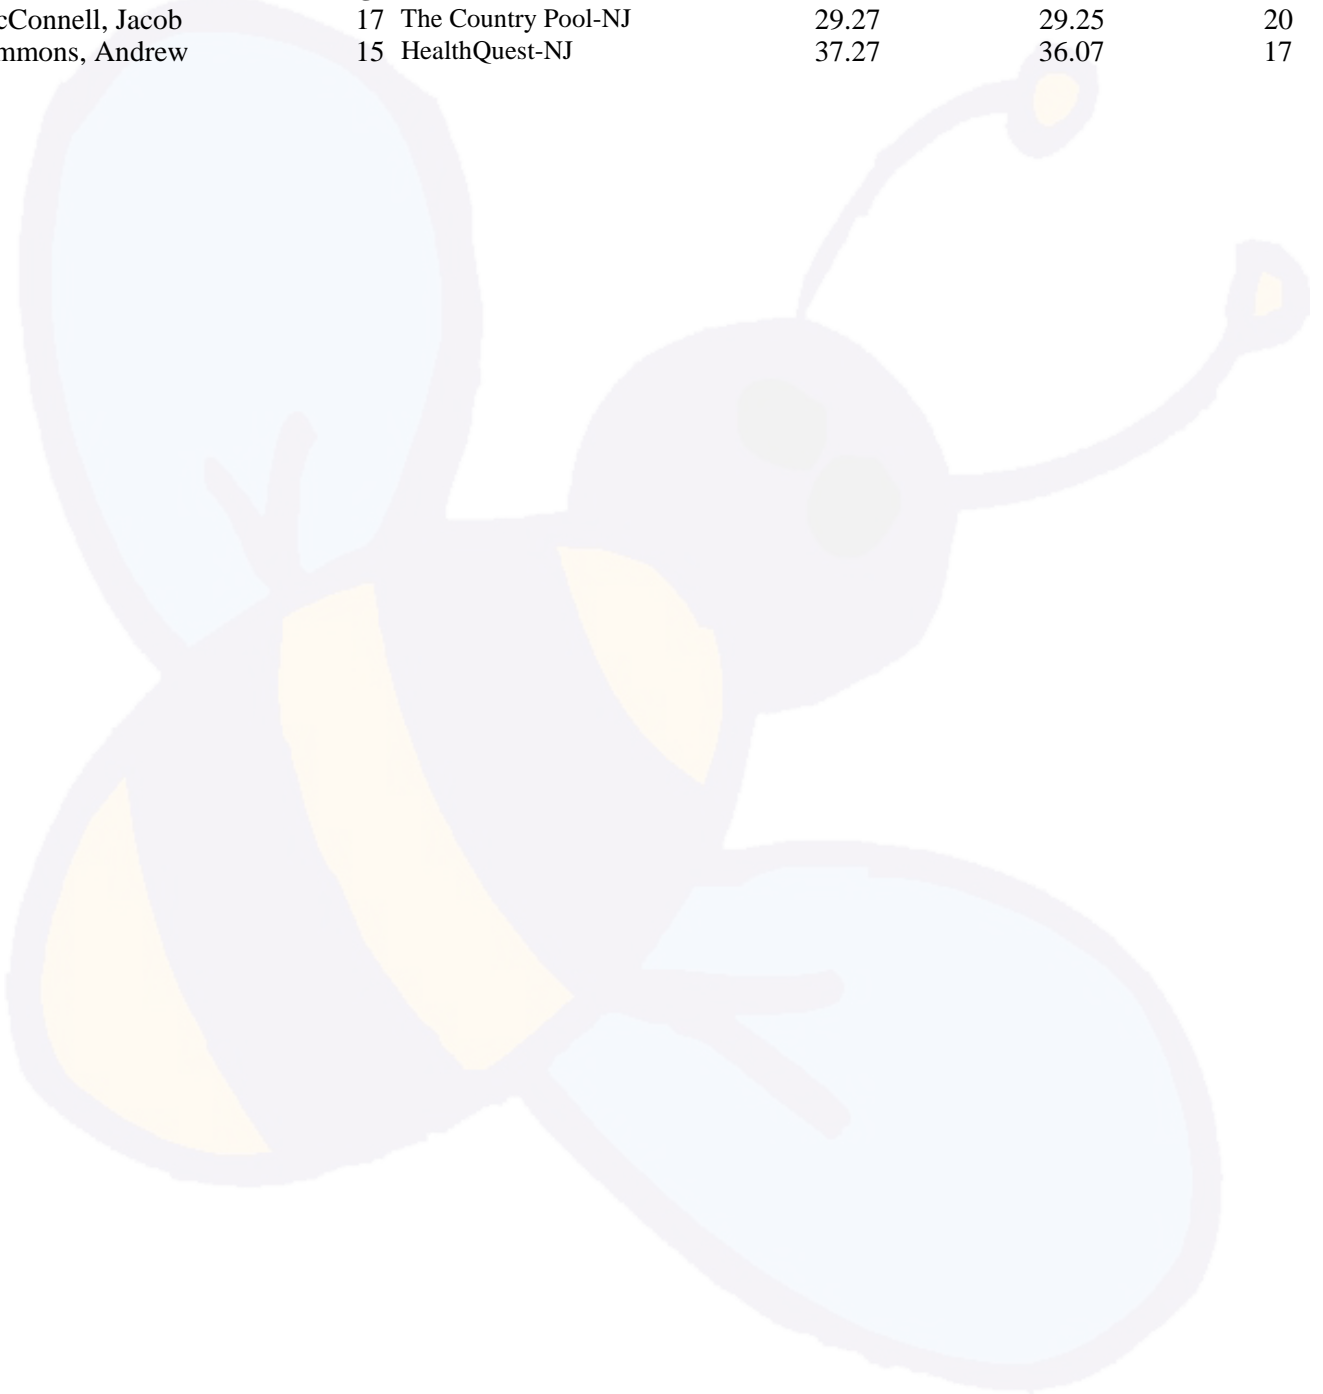 cConnell, Jacob 17 The Country Pool-NJ 29.27 29.25 20
mmons, Andrew 15 HealthQuest-NJ 37.27 36.07 17